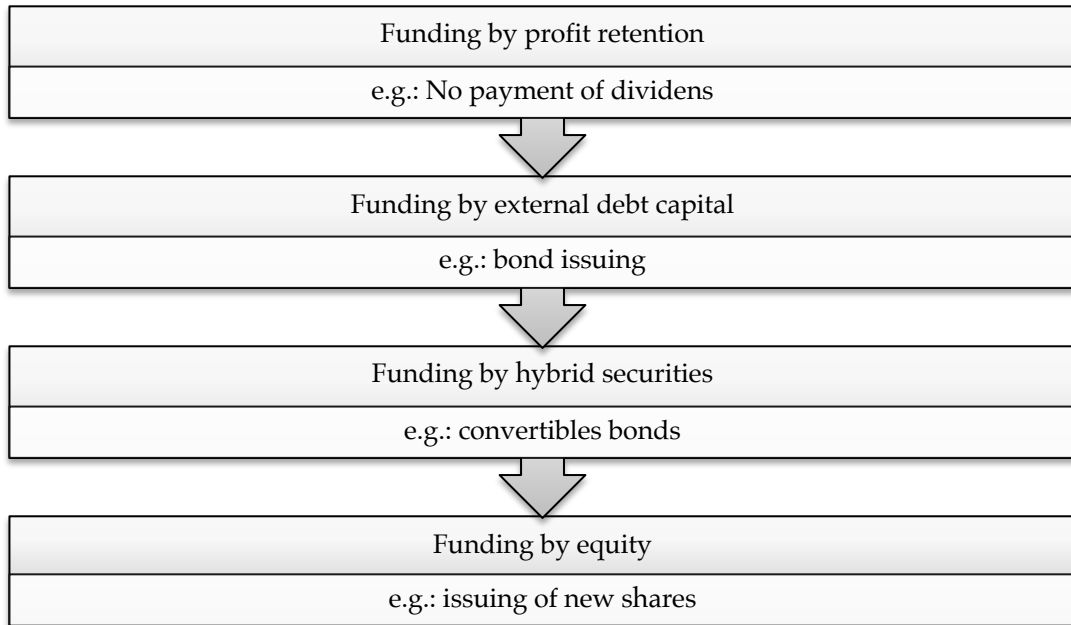 Funding by profit retention
e.g.: No payment of dividens
Funding by external debt capital
e.g.: bond issuing
Funding by hybrid securities
e.g.: convertibles bonds
Funding by equity
e.g.: issuing of new shares